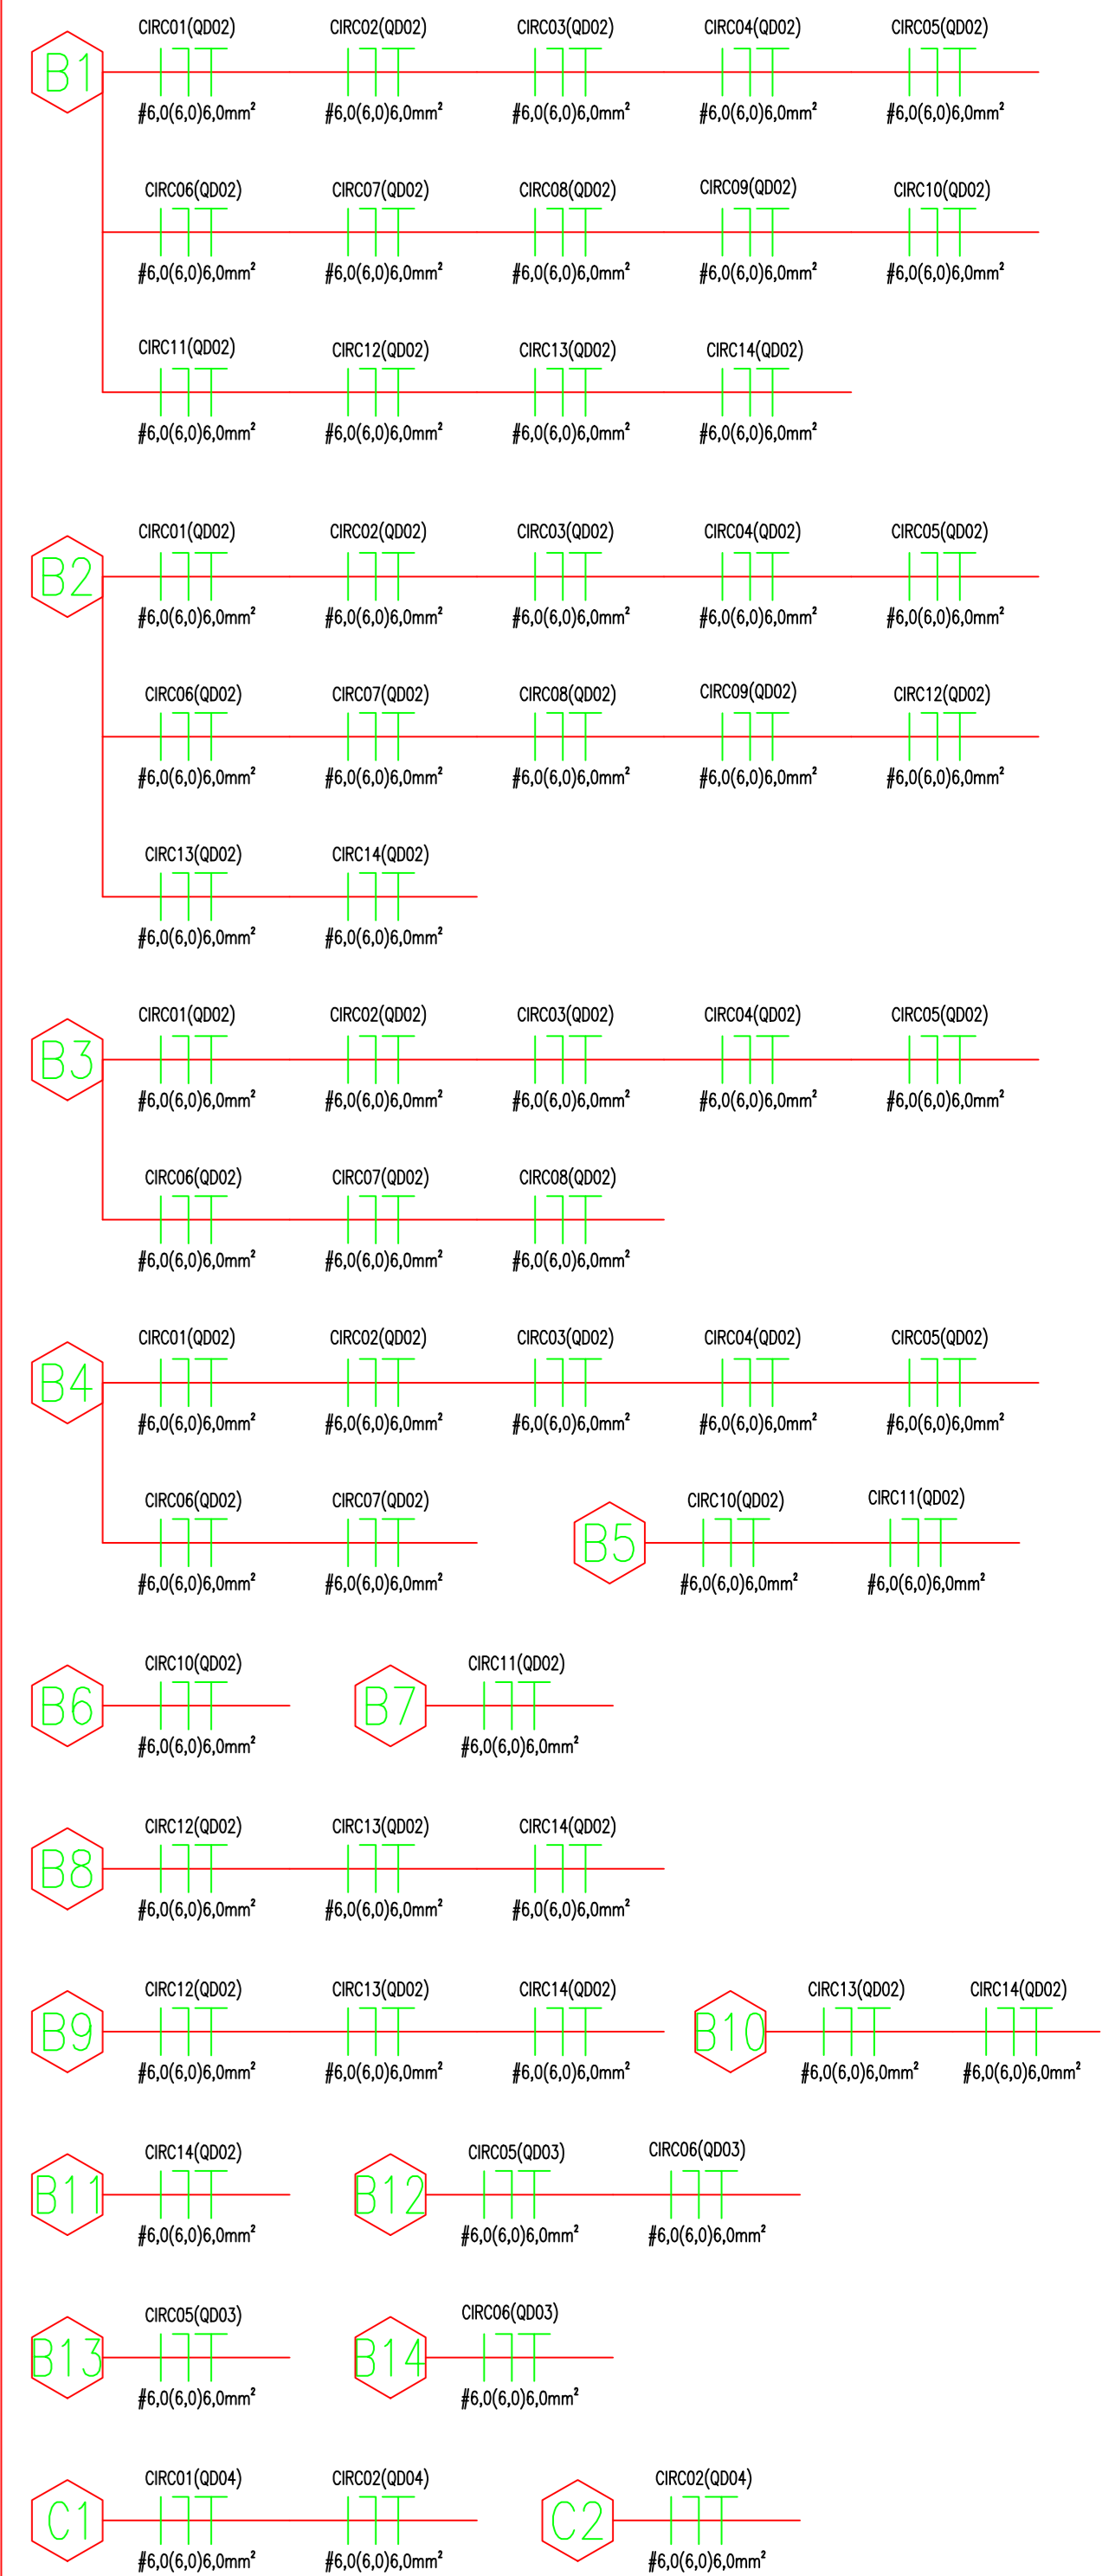 CIRC01(QD02) CIRC02(QD02) CIRC03(QD02) CIRC04(QD02) CIRC05(QD02)
B1
#6,0(6,0)6,0mm² #6,0(6,0)6,0mm² #6,0(6,0)6,0mm² #6,0(6,0)6,0mm² #6,0(6,0)6,0mm²
CIRC06(QD02) CIRC07(QD02) CIRC08(QD02) CIRC09(QD02) CIRC10(QD02)
#6,0(6,0)6,0mm² #6,0(6,0)6,0mm² #6,0(6,0)6,0mm² #6,0(6,0)6,0mm² #6,0(6,0)6,0mm²
CIRC11(QD02) CIRC12(QD02) CIRC13(QD02) CIRC14(QD02)
#6,0(6,0)6,0mm² #6,0(6,0)6,0mm² #6,0(6,0)6,0mm² #6,0(6,0)6,0mm²
CIRC01(QD02) CIRC02(QD02) CIRC03(QD02) CIRC04(QD02) CIRC05(QD02)
B2
#6,0(6,0)6,0mm² #6,0(6,0)6,0mm² #6,0(6,0)6,0mm² #6,0(6,0)6,0mm² #6,0(6,0)6,0mm²
CIRC06(QD02) CIRC07(QD02) CIRC08(QD02) CIRC09(QD02) CIRC12(QD02)
#6,0(6,0)6,0mm² #6,0(6,0)6,0mm² #6,0(6,0)6,0mm² #6,0(6,0)6,0mm² #6,0(6,0)6,0mm²
CIRC13(QD02) CIRC14(QD02)
#6,0(6,0)6,0mm² #6,0(6,0)6,0mm²
CIRC01(QD02) CIRC02(QD02) CIRC03(QD02) CIRC04(QD02) CIRC05(QD02)
B3
#6,0(6,0)6,0mm² #6,0(6,0)6,0mm² #6,0(6,0)6,0mm² #6,0(6,0)6,0mm² #6,0(6,0)6,0mm²
CIRC06(QD02) CIRC07(QD02) CIRC08(QD02)
#6,0(6,0)6,0mm² #6,0(6,0)6,0mm² #6,0(6,0)6,0mm²
CIRC01(QD02) CIRC02(QD02) CIRC03(QD02) CIRC04(QD02) CIRC05(QD02)
B4
#6,0(6,0)6,0mm² #6,0(6,0)6,0mm² #6,0(6,0)6,0mm² #6,0(6,0)6,0mm² #6,0(6,0)6,0mm²
CIRC06(QD02) CIRC07(QD02) CIRC10(QD02) CIRC11(QD02)
B5
#6,0(6,0)6,0mm² #6,0(6,0)6,0mm² #6,0(6,0)6,0mm² #6,0(6,0)6,0mm²
CIRC10(QD02) CIRC11(QD02)
B6 B7
#6,0(6,0)6,0mm² #6,0(6,0)6,0mm²
CIRC12(QD02) CIRC13(QD02) CIRC14(QD02)
B8
#6,0(6,0)6,0mm² #6,0(6,0)6,0mm² #6,0(6,0)6,0mm²
CIRC12(QD02) CIRC13(QD02) CIRC14(QD02) CIRC13(QD02) CIRC14(QD02)
B9 B10
#6,0(6,0)6,0mm² #6,0(6,0)6,0mm² #6,0(6,0)6,0mm² #6,0(6,0)6,0mm² #6,0(6,0)6,0mm²
CIRC14(QD02) CIRC05(QD03) CIRC06(QD03)
B11 B12
#6,0(6,0)6,0mm² #6,0(6,0)6,0mm² #6,0(6,0)6,0mm²
CIRC05(QD03) CIRC06(QD03)
B13 B14
#6,0(6,0)6,0mm² #6,0(6,0)6,0mm²
CIRC01(QD04) CIRC02(QD04) CIRC02(QD04)
C1 C2
#6,0(6,0)6,0mm² #6,0(6,0)6,0mm² #6,0(6,0)6,0mm²